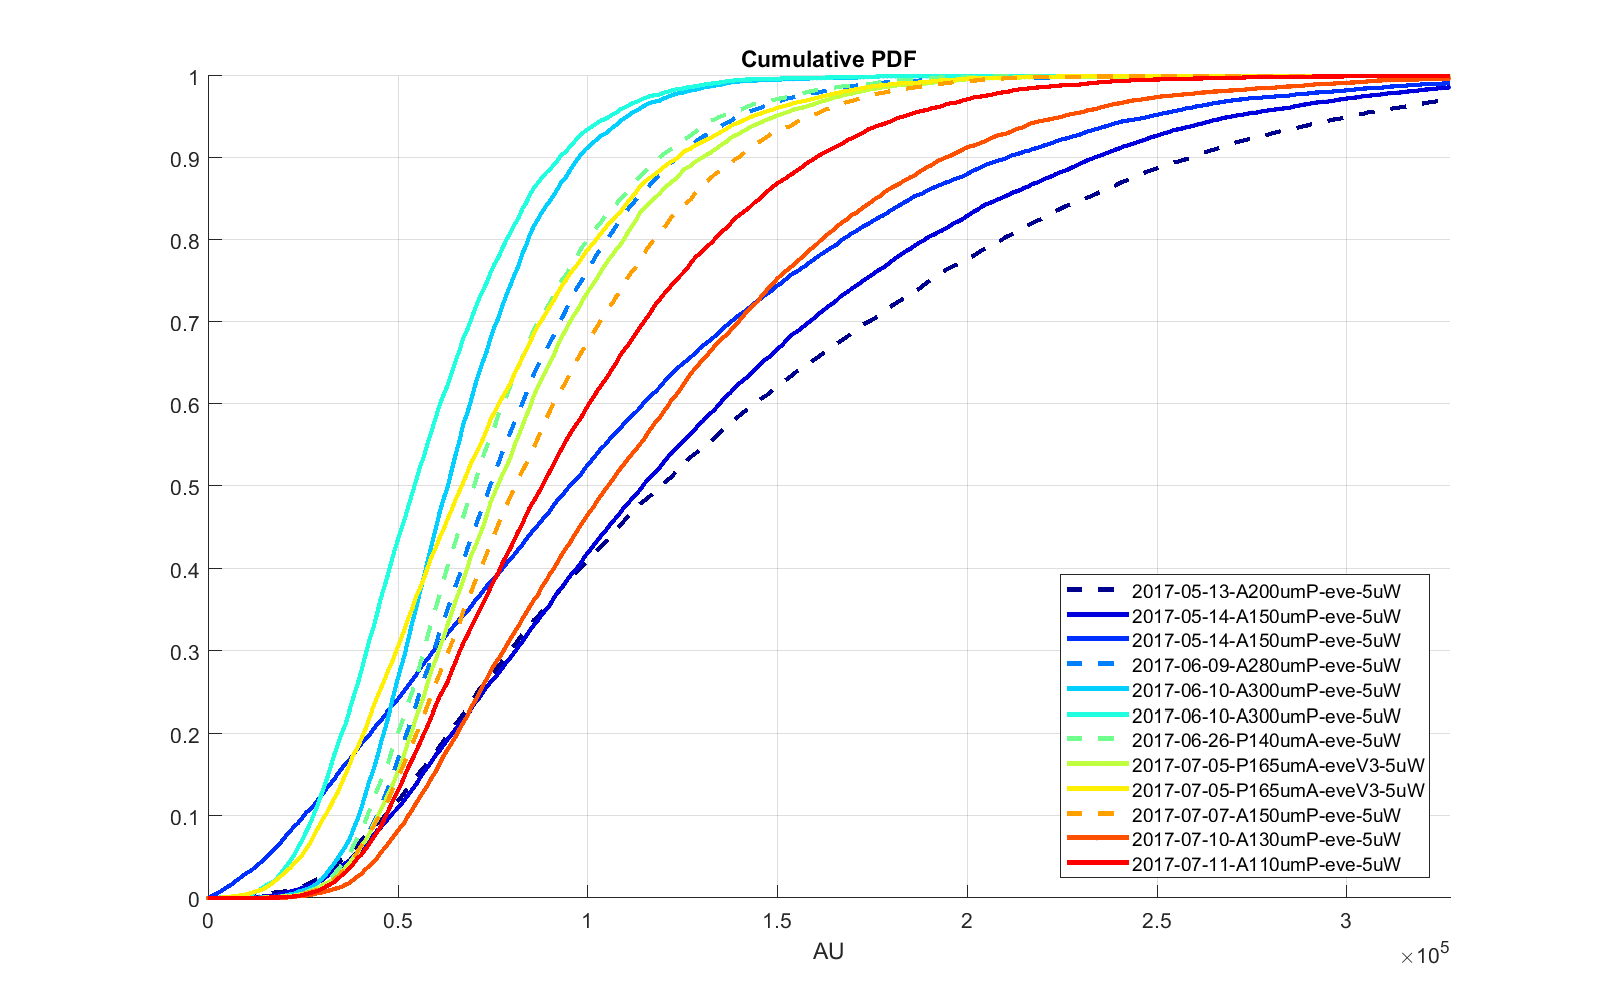 Cumulative PDF
1
0.9
0.8
0.7
0.6
0.5
0.4
0.3
0.2
0.1
0
0 0.5 1 1.5 2 2.5 3
AU
×10^5
2017-05-13-A200umP-eve-5uW
2017-05-14-A150umP-eve-5uW
2017-05-14-A150umP-eve-5uW
2017-06-09-A280umP-eve-5uW
2017-06-10-A300umP-eve-5uW
2017-06-10-A300umP-eve-5uW
2017-06-26-P140umA-eve-5uW
2017-07-05-P165umA-eveV3-5uW
2017-07-05-P165umA-eveV3-5uW
2017-07-07-A150umP-eve-5uW
2017-07-10-A130umP-eve-5uW
2017-07-11-A110umP-eve-5uW